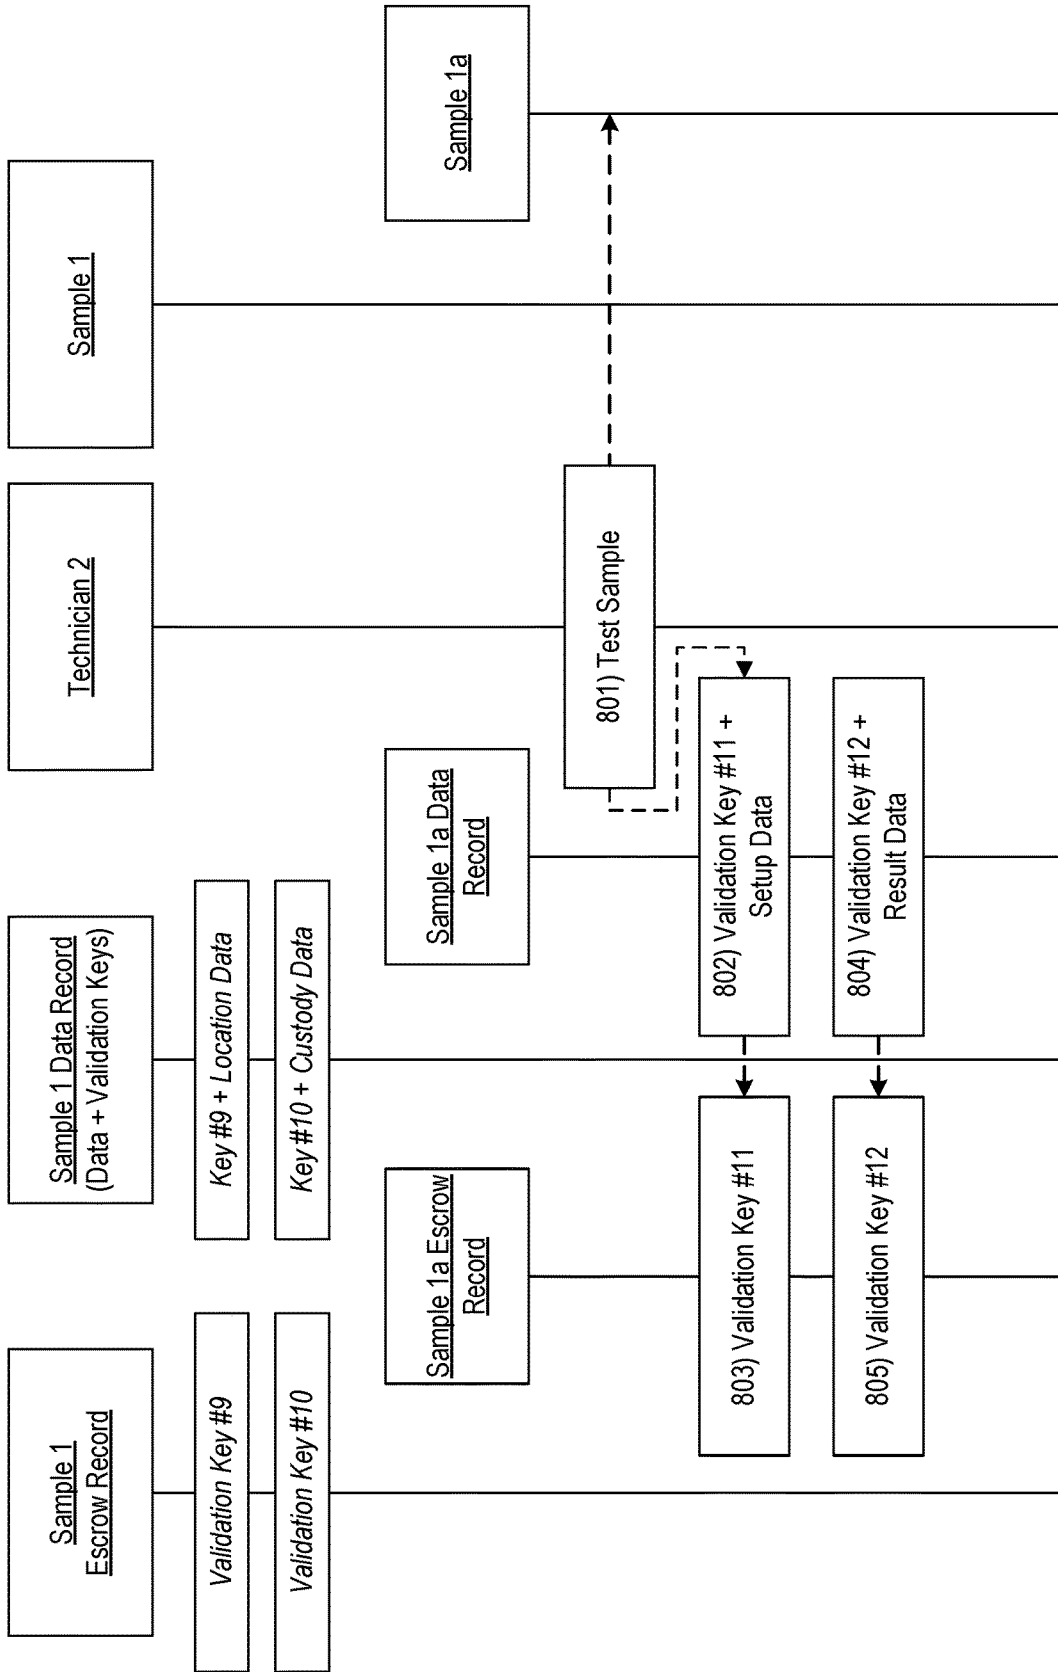 Sample 1
Escrow Record
Sample 1 Data Record
(Data + Validation Keys)
Technician 2
Sample 1
Validation Key #9
Key #9 + Location Data
Validation Key #10
Key #10 + Custody Data
Sample 1a Escrow
Record
Sample 1a Data
Record
Sample 1a
801) Test Sample
803) Validation Key #11
802) Validation Key #11 +
Setup Data
805) Validation Key #12
804) Validation Key #12 +
Result Data